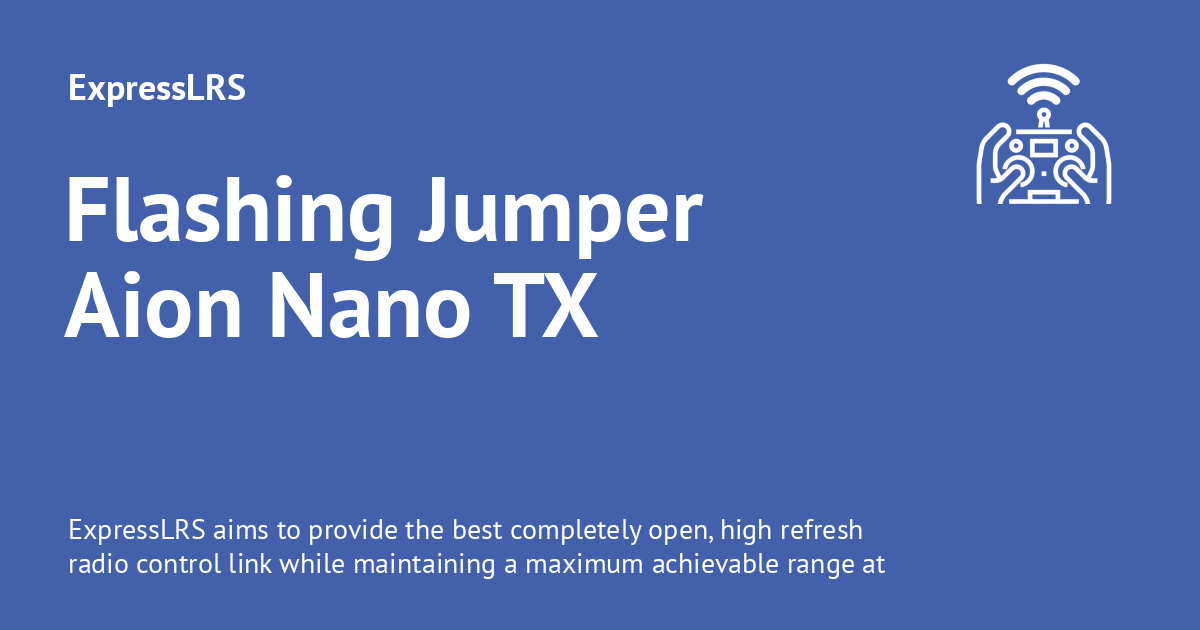 ExpressLRS
Flashing Jumper
Aion Nano TX
ExpressLRS aims to provide the best completely open, high refresh
radio control link while maintaining a maximum achievable range at